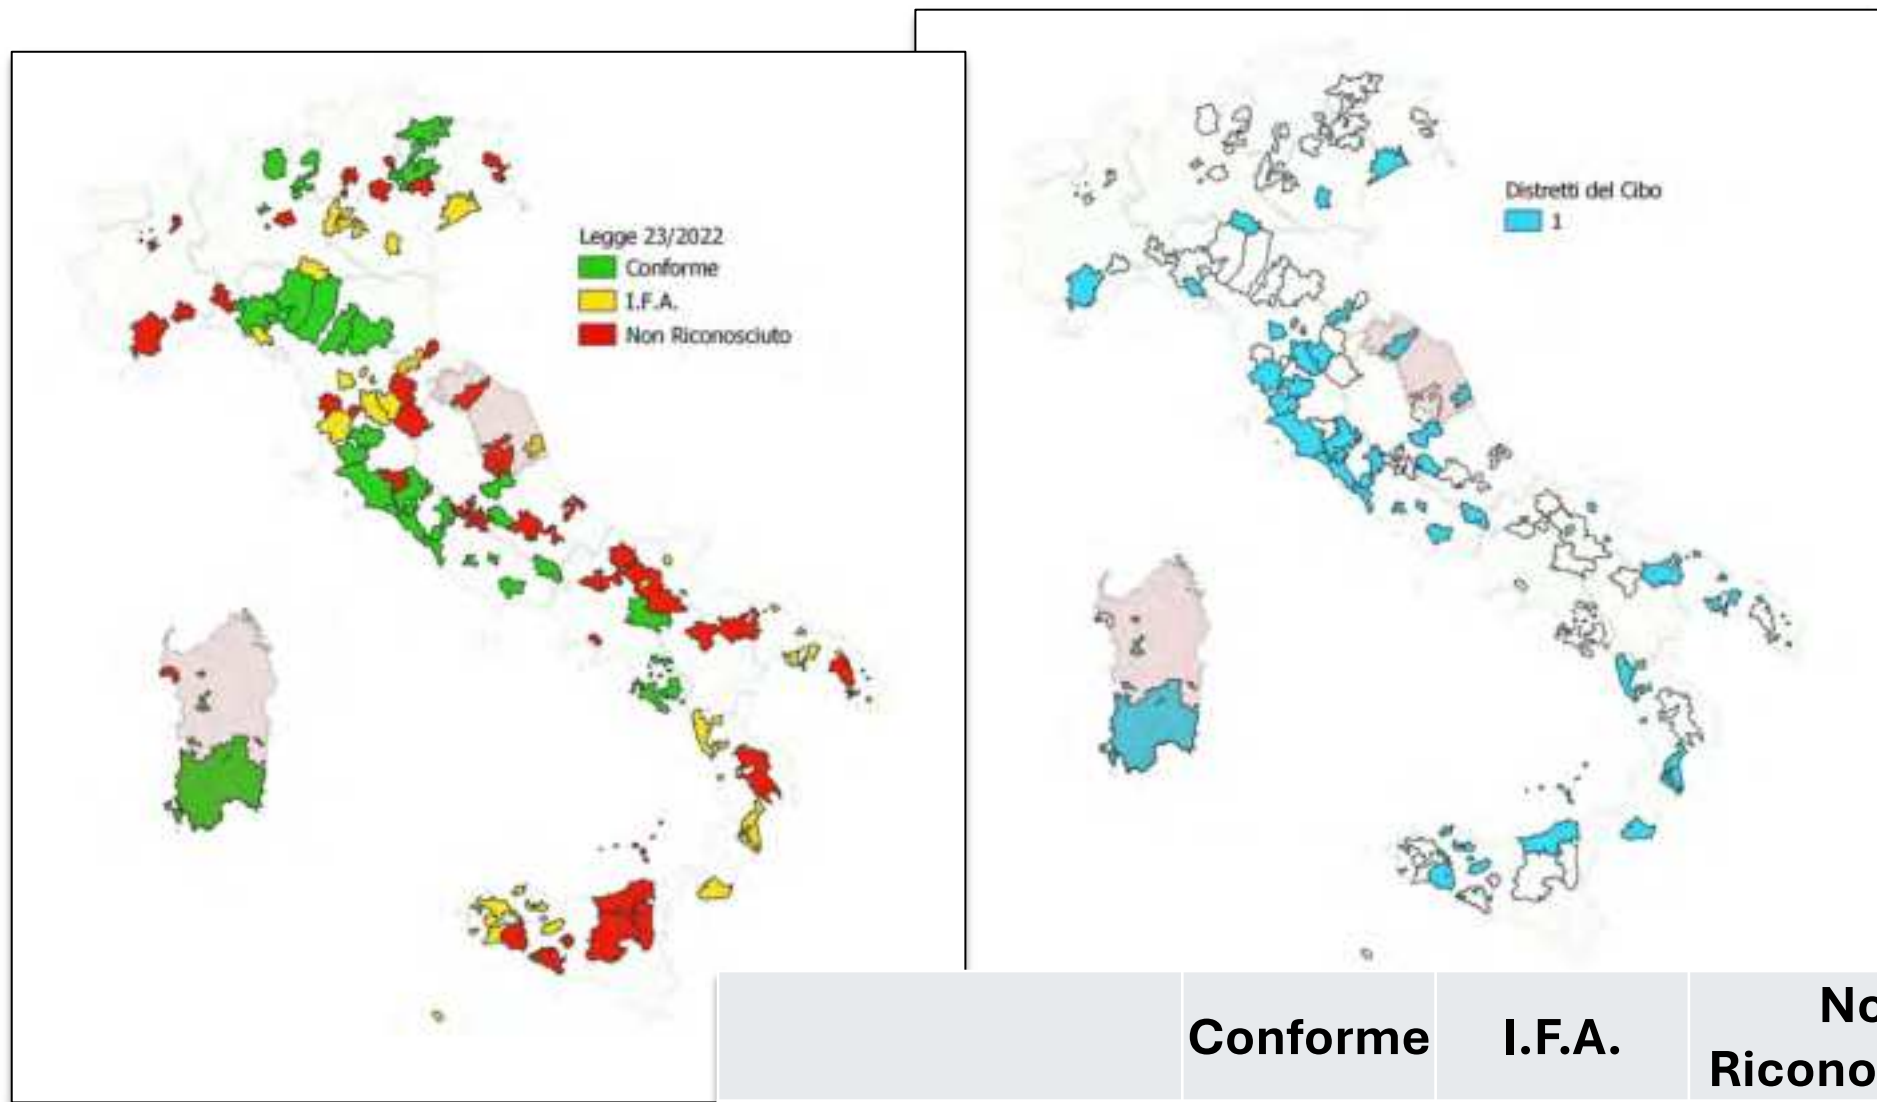 Legge 23/2022
Conforme
I.F.A.
Non Riconosciuto
Distretti del Cibo
1
Conforme
I.F.A.
No
Ricono